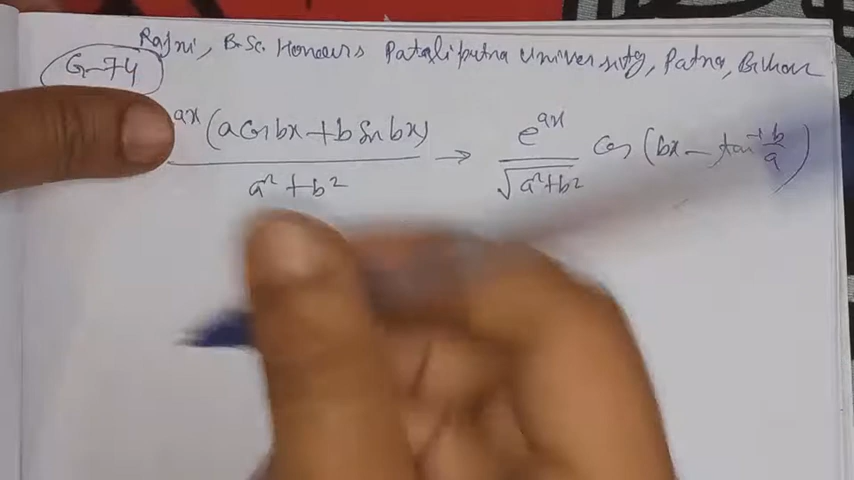 Rajni, B.Sc. Honours Pataliputra University, Patna, Bihar
G-74
ax (a cos bx + b sin bx) / a² + b² → e^ax / √a²+b² cos (bx - tan⁻¹ b/a)